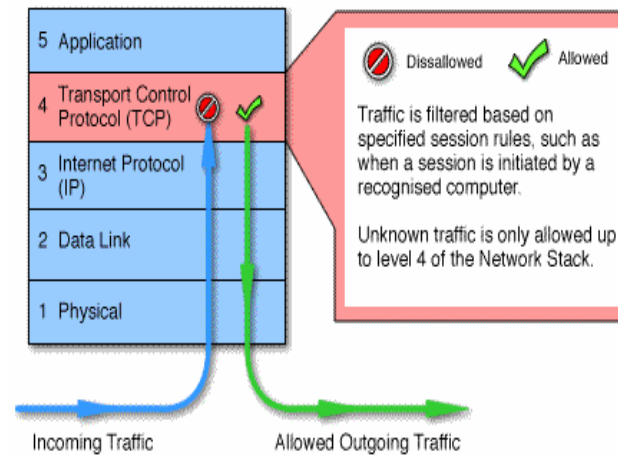 5 Application
4 Transport Control
Protocol (TCP)
3 Internet Protocol
(IP)
2 Data Link
1 Physical
Incoming Traffic
Allowed Outgoing Traffic
Dissallowed
Allowed
Traffic is filtered based on
specified session rules, such as
when a session is initiated by a
recognised computer.
Unknown traffic is only allowed up
to level 4 of the Network Stack.